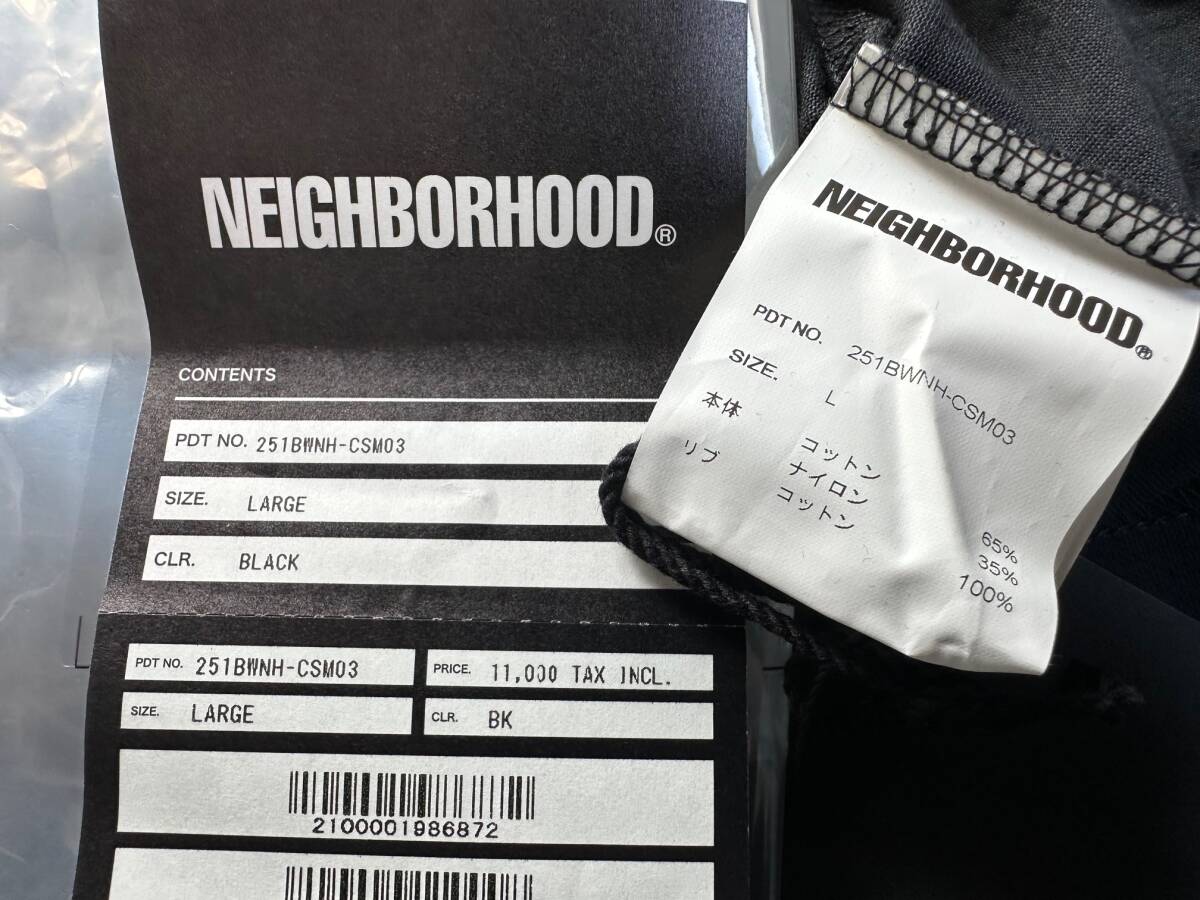 NEIGHBORHOOD®
CONTENTS
PDT NO. 251BWNH-CSM03
SIZE. LARGE
CLR. BLACK
PDT NO. 251BWNH-CSM03
PRICE. 11,000 TAX INCL.
SIZE. LARGE
CLR. BK
2100001986872
NEIGHBORHOOD®
PDT NO. 251BWNH-CSM03
SIZE. L
本体 コットン 65%
ナイロン 35%
リブ コットン 100%